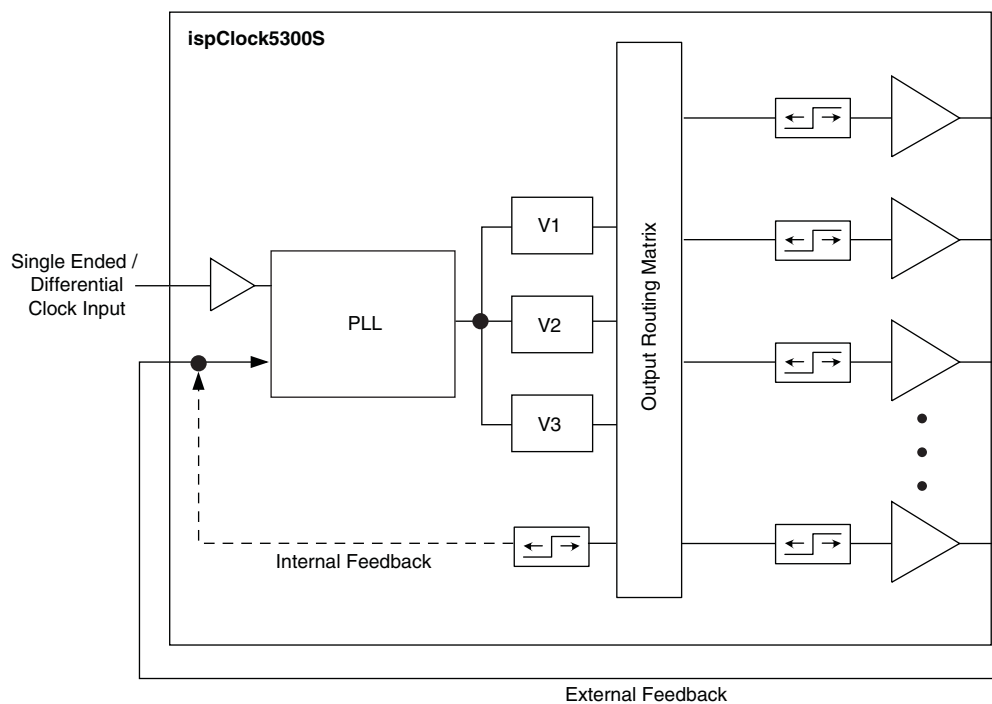 ispClock5300S
Single Ended /
Differential
Clock Input
PLL
V1
V2
V3
Output Routing Matrix
Internal Feedback
External Feedback